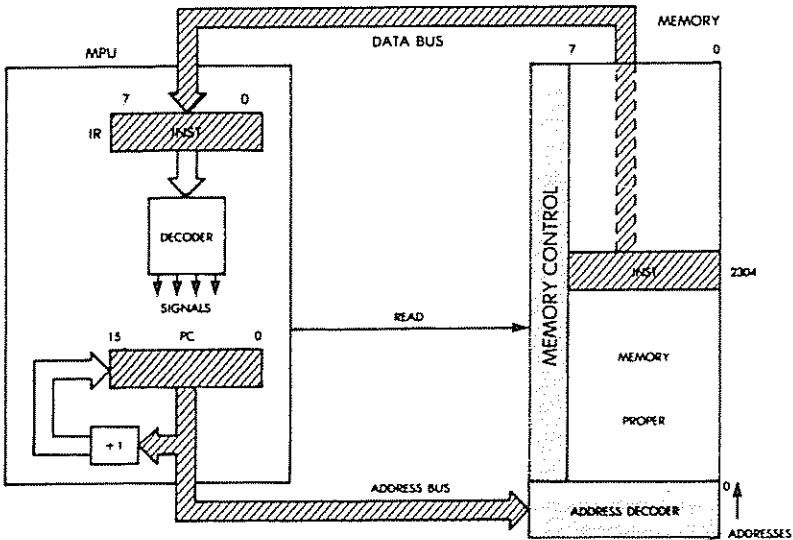 MEMORY
DATA BUS
MPU
7 0
7 0
IR INST
DECODER
SIGNALS
15 PC 0
+1
READ
MEMORY CONTROL
INST 2304
MEMORY
PROPER
ADDRESS BUS
0
ADDRESS DECODER
ADDRESSES